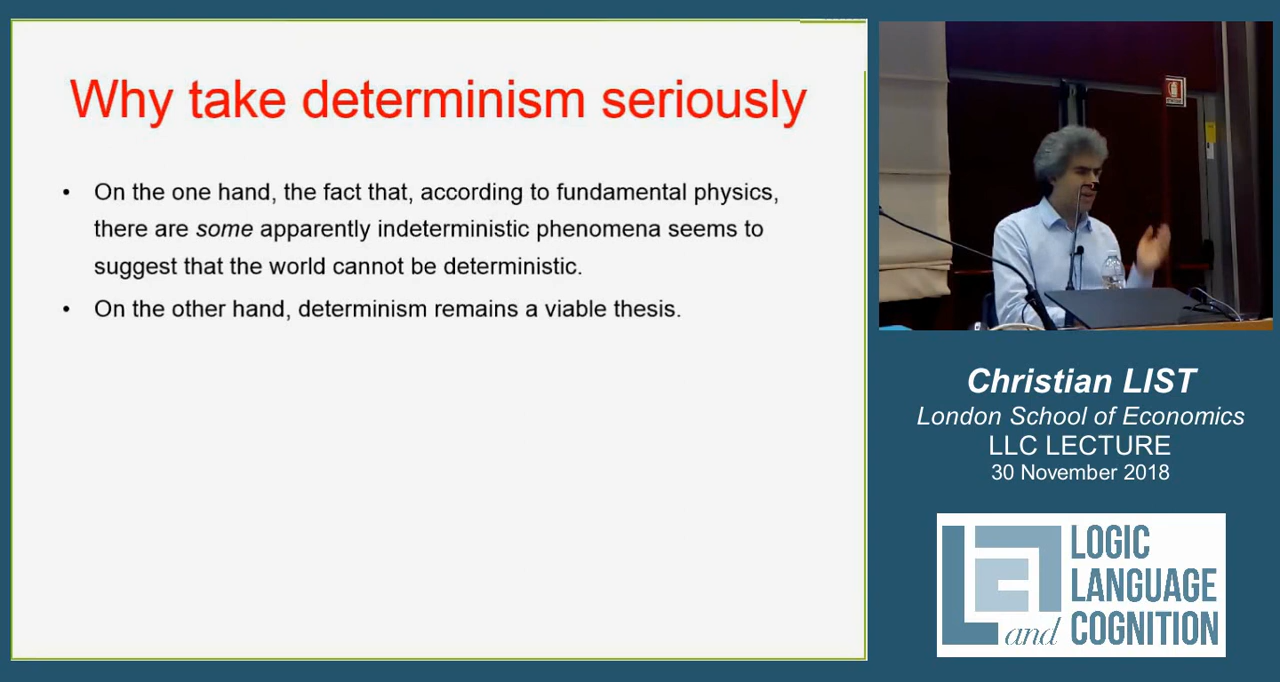 Why take determinism seriously
• On the one hand, the fact that, according to fundamental physics,
there are some apparently indeterministic phenomena seems to
suggest that the world cannot be deterministic.
• On the other hand, determinism remains a viable thesis.
Christian LIST
London School of Economics
LLC LECTURE
30 November 2018
LOGIC
LANGUAGE
and COGNITION